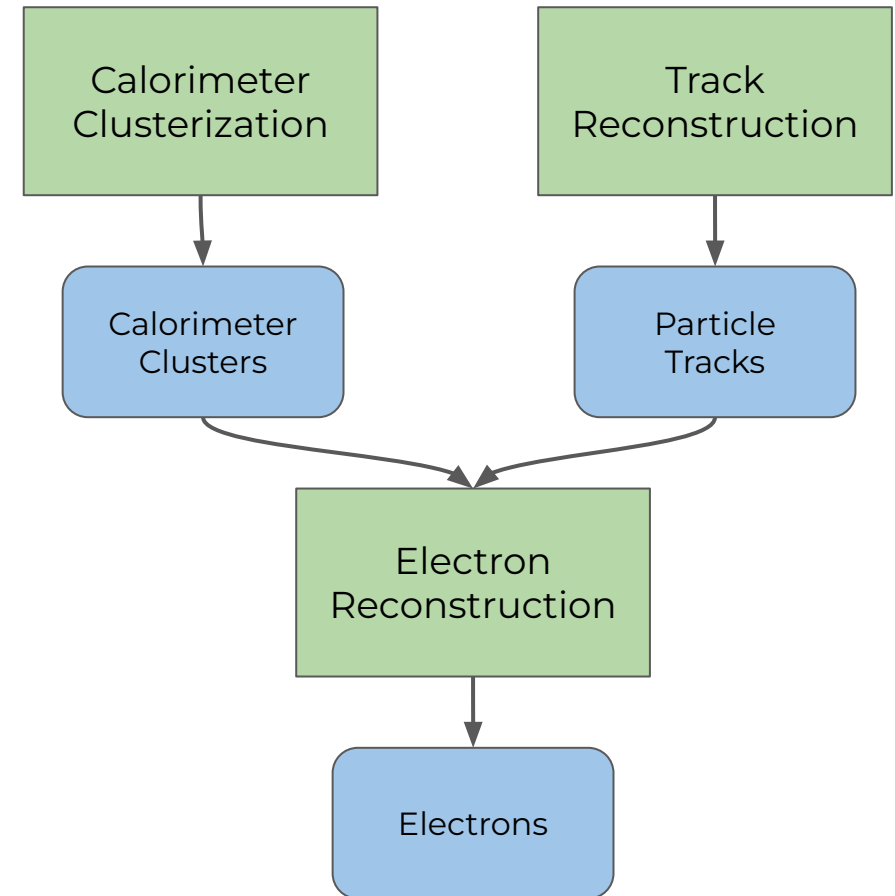 Calorimeter
Clusterization
Track
Reconstruction
Calorimeter
Clusters
Particle
Tracks
Electron
Reconstruction
Electrons